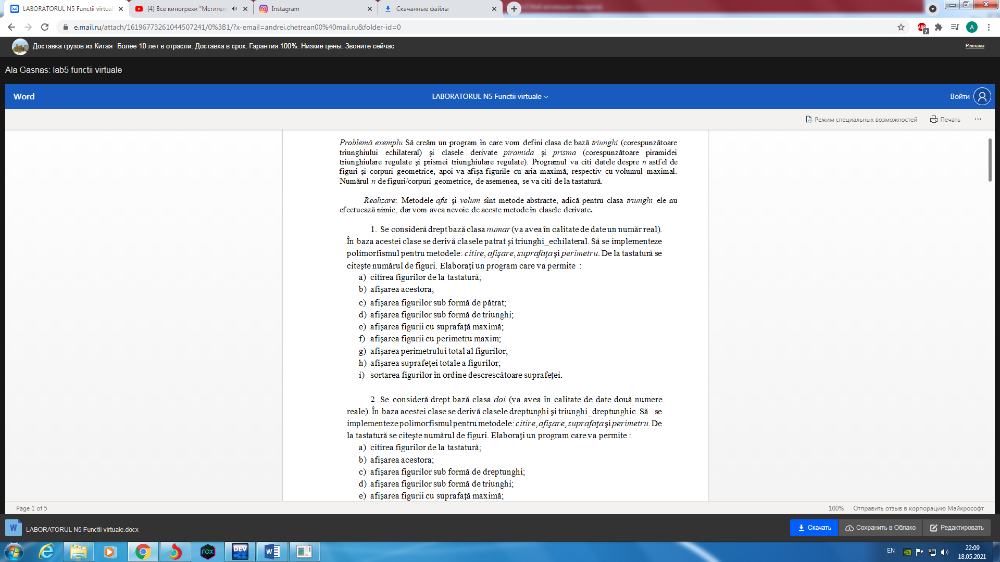 LABORATORUL N5 Functii virtual
(4) Все киногрехи "Мстител
Instagram
Скачанные файлы
e.mail.ru/attach/16196773261044507241/0%3B1/?x-email=andrei.chetrean00%40mail.ru&folder-id=0
ABP
2
A
Доставка грузов из Китая Более 10 лет в отрасли. Доставка в срок. Гарантия 100%. Низкие цены. Звоните сейчас
Реклама
Ala Gasnas: lab5 functii virtuale
Word
LABORATORUL N5 Functii virtuale
Войти
Режим специальных возможностей
Печать
Problemă exemplu Să creăm un program în care vom defini clasa de bază triunghi (corespunzătoare
triunghiului echilateral) şi clasele derivate piramida şi prisma (corespunzătoare piramidei
triunghiulare regulate şi prismei triunghiulare regulate). Programul va citi datele despre n astfel de
figuri şi corpuri geometrice, apoi va afişa figurile cu aria maximă, respectiv cu volumul maximal.
Numărul n de figuri/corpuri geometrice, de asemenea, se va citi de la tastatură.
Realizare: Metodele afis şi volum sînt metode abstracte, adică pentru clasa triunghi ele nu
efectuează nimic, dar vom avea nevoie de aceste metode în clasele derivate.
1. Se consideră drept bază clasa numar (va avea în calitate de date un număr real).
În baza acestei clase se derivă clasele patrat şi triunghi_echilateral. Să se implementeze
polimorfismul pentru metodele: citire, afişare, suprafaţa şi perimetru. De la tastatură se
citeşte numărul de figuri. Elaboraţi un program care va permite :
a) citirea figurilor de la tastatură;
b) afişarea acestora;
c) afişarea figurilor sub formă de pătrat;
d) afişarea figurilor sub formă de triunghi;
e) afişarea figurii cu suprafaţă maximă;
f) afişarea figurii cu perimetru maxim;
g) afişarea perimetrului total al figurilor;
h) afişarea suprafeţei totale a figurilor;
i) sortarea figurilor în ordine descrescătoare suprafeţei.
2. Se consideră drept bază clasa doi (va avea în calitate de date două numere
reale). În baza acestei clase se derivă clasele dreptunghi şi triunghi_dreptunghic. Să se
implementeze polimorfismul pentru metodele: citire, afişare, suprafaţa şi perimetru. De
la tastatură se citeşte numărul de figuri. Elaboraţi un program care va permite :
a) citirea figurilor de la tastatură;
b) afişarea acestora;
c) afişarea figurilor sub formă de dreptunghi;
d) afişarea figurilor sub formă de triunghi;
e) afişarea figurii cu suprafaţă maximă;
Page 1 of 5
100%
Отправить отзыв в корпорацию Майкрософт
LABORATORUL N5 Functii virtuale.docx
Скачать
Сохранить в Облако
Редактировать
nox
DEV
C++
EN
22:09
18.05.2021